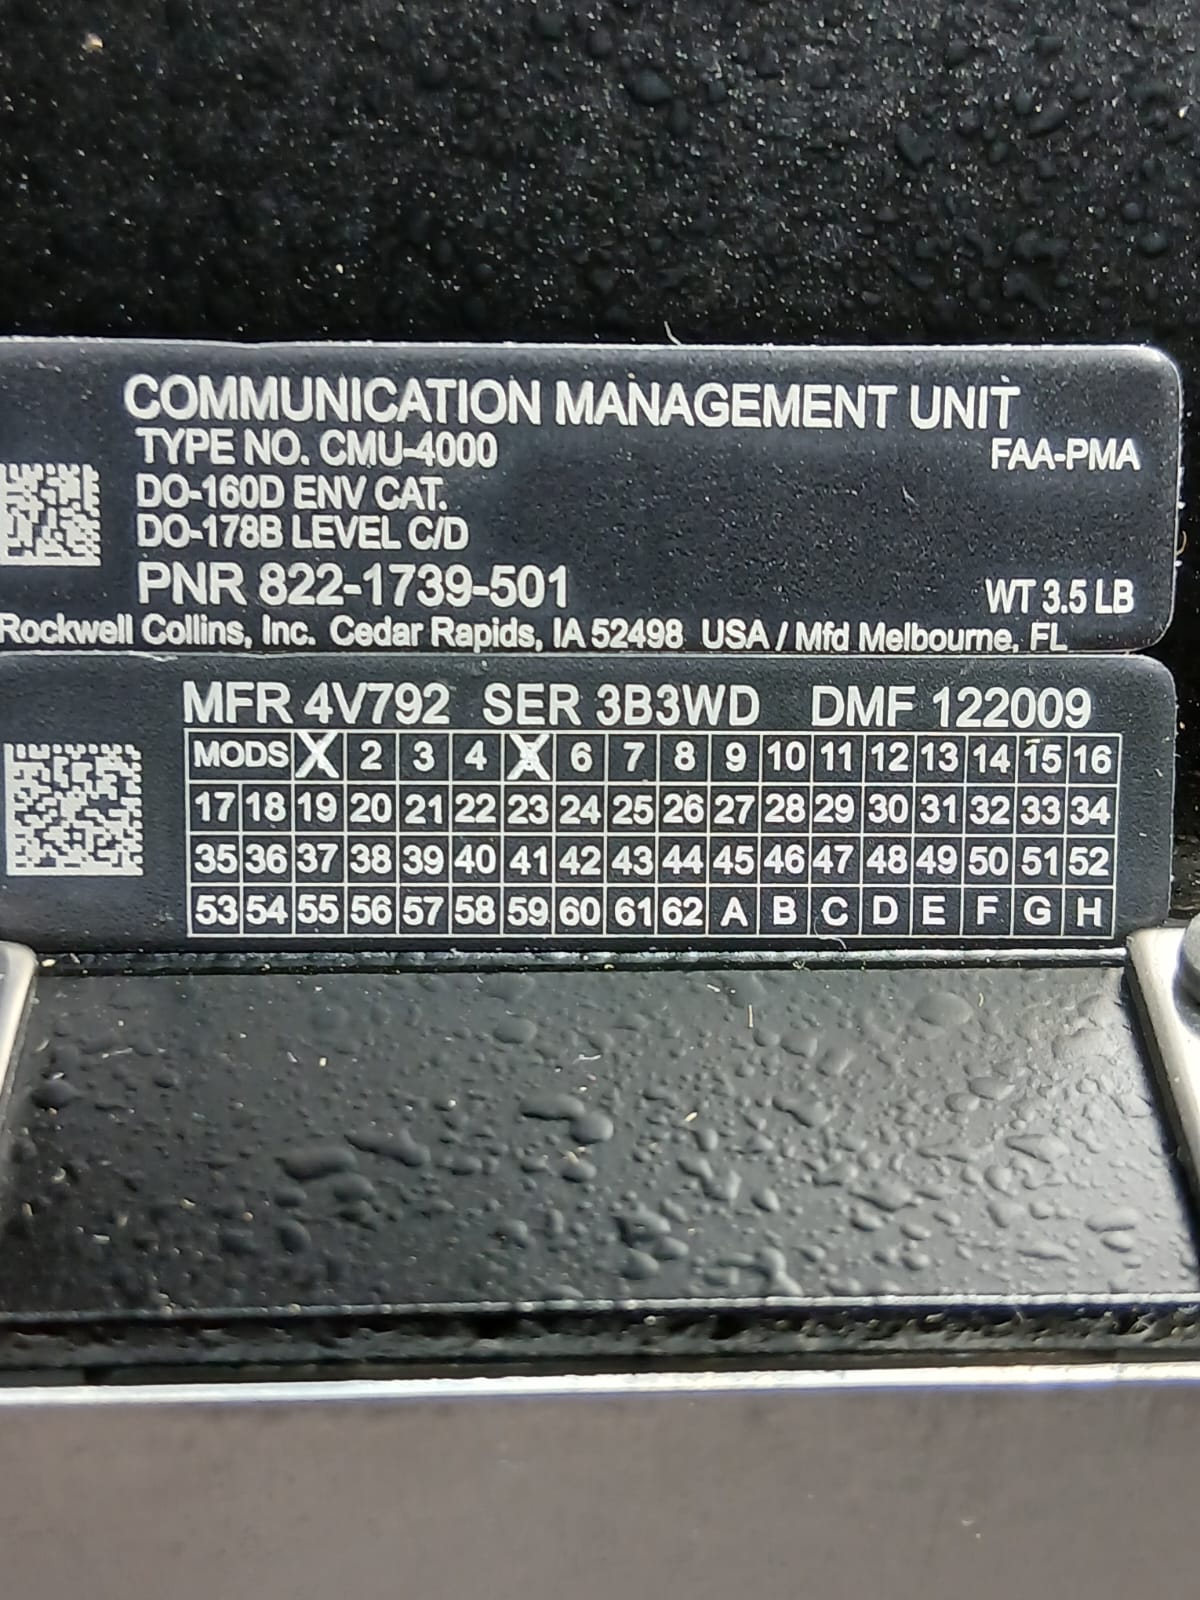 COMMUNICATION MANAGEMENT UNIT
TYPE NO. CMU-4000 FAA-PMA
DO-160D ENV CAT.
DO-178B LEVEL C/D
PNR 822-1739-501 WT 3.5 LB
Rockwell Collins, Inc. Cedar Rapids, IA 52498 USA / Mfd Melbourne, FL
MFR 4V792 SER 3B3WD DMF 122009
MODS X 2 3 4 X 6 7 8 9 10 11 12 13 14 15 16
17 18 19 20 21 22 23 24 25 26 27 28 29 30 31 32 33 34
35 36 37 38 39 40 41 42 43 44 45 46 47 48 49 50 51 52
53 54 55 56 57 58 59 60 61 62 A B C D E F G H